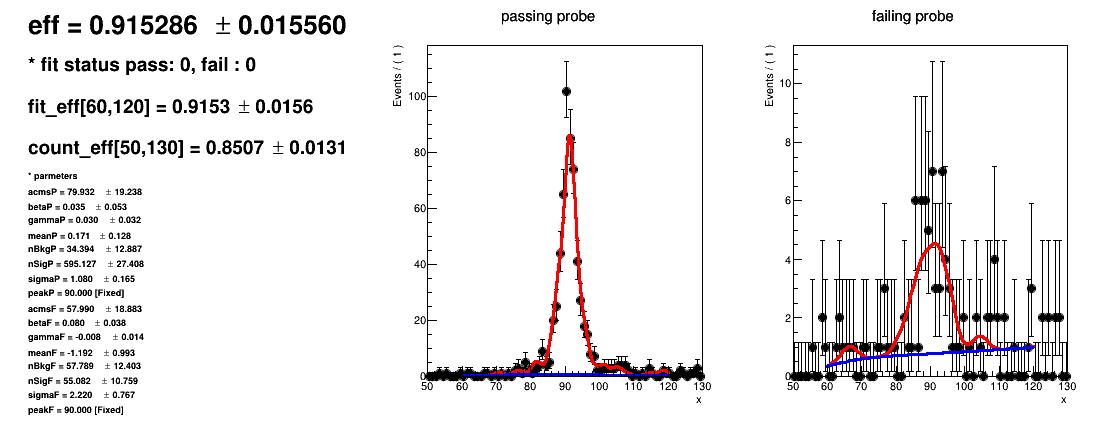 eff = 0.915286 ± 0.015560
* fit status pass: 0, fail : 0
fit_eff[60,120] = 0.9153 ± 0.0156
count_eff[50,130] = 0.8507 ± 0.0131
* parmeters
acmsP = 79.932 ± 19.238
betaP = 0.035 ± 0.053
gammaP = 0.030 ± 0.032
meanP = 0.171 ± 0.128
nBkgP = 34.394 ± 12.887
nSigP = 595.127 ± 27.408
sigmaP = 1.080 ± 0.165
peakP = 90.000 [Fixed]
acmsF = 57.990 ± 18.883
betaF = 0.080 ± 0.038
gammaF = -0.008 ± 0.014
meanF = -1.192 ± 0.993
nBkgF = 57.789 ± 12.403
nSigF = 55.082 ± 10.759
sigmaF = 2.220 ± 0.767
peakF = 90.000 [Fixed]
passing probe
Events / ( 1 )
100
80
60
40
20
0
50 60 70 80 90 100 110 120 130
x
failing probe
Events / ( 1 )
10
8
6
4
2
0
50 60 70 80 90 100 110 120 130
x